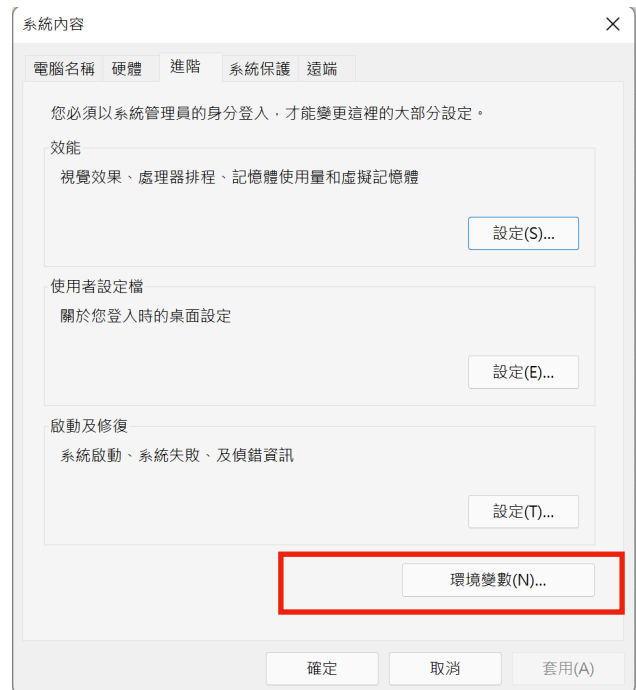 系統內容
電腦名稱 硬體 進階 系統保護 遠端
您必須以系統管理員的身分登入，才能變更這裡的大部分設定。
效能
視覺效果、處理器排程、記憶體使用量和虛擬記憶體
設定(S)...
使用者設定檔
關於您登入時的桌面設定
設定(E)...
啟動及修復
系統啟動、系統失敗、及偵錯資訊
設定(T)...
環境變數(N)...
確定 取消 套用(A)